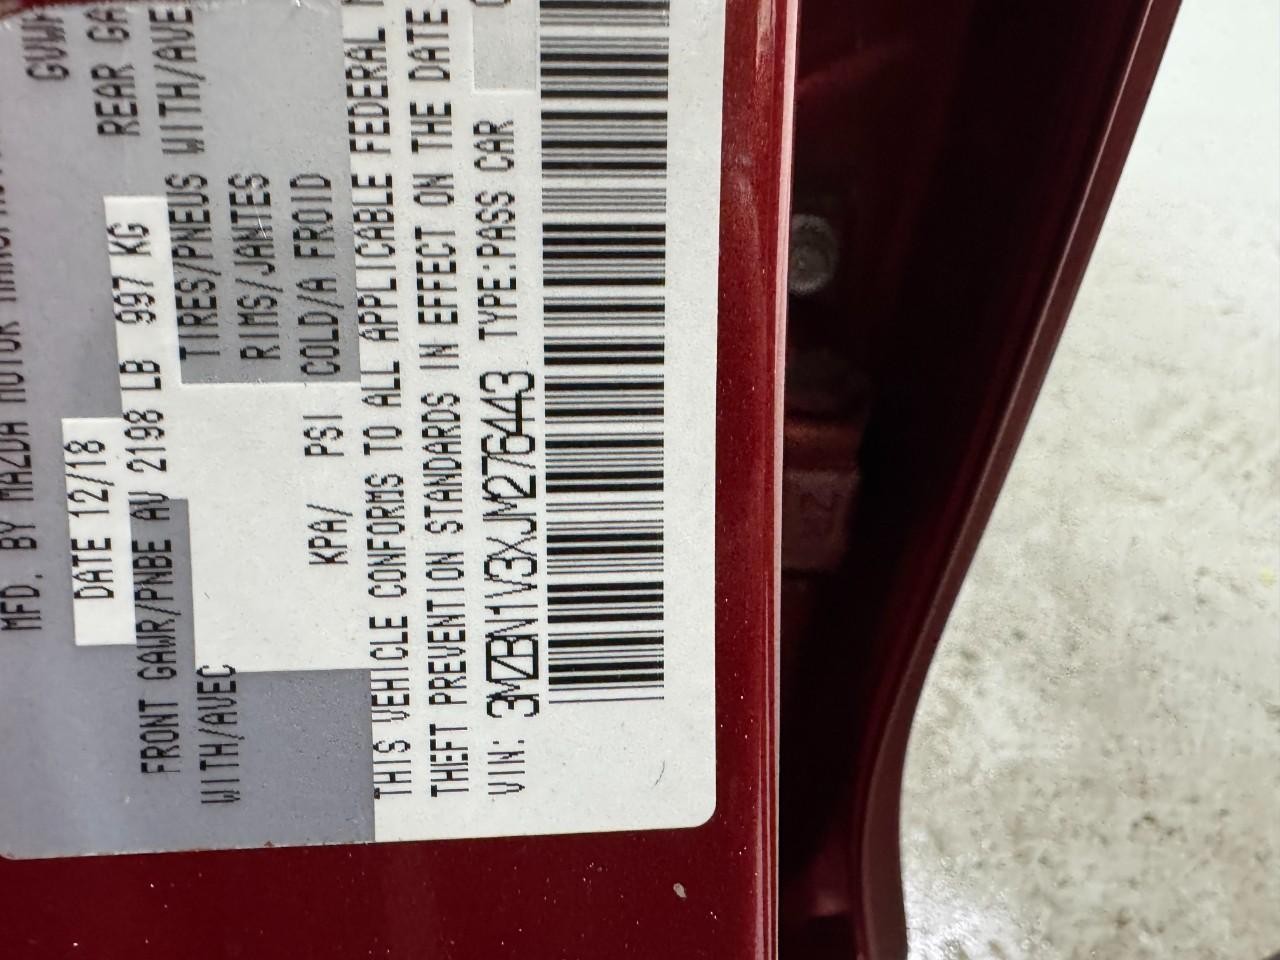 MFD. BY MAZDA MOTOR
DATE 12/18 GVWR
FRONT GAWR/PNBE AV 2198 LB 997 KG REAR GA
WITH/AVEC TIRES/PNEUS WITH/AVE
RIMS/JANTES
KPA/ PSI COLD/A FROID
THIS VEHICLE CONFORMS TO ALL APPLICABLE FEDERAL
THEFT PREVENTION STANDARDS IN EFFECT ON THE DATE
VIN: 3MZBN1V3XJM276443 TYPE:PASS CAR